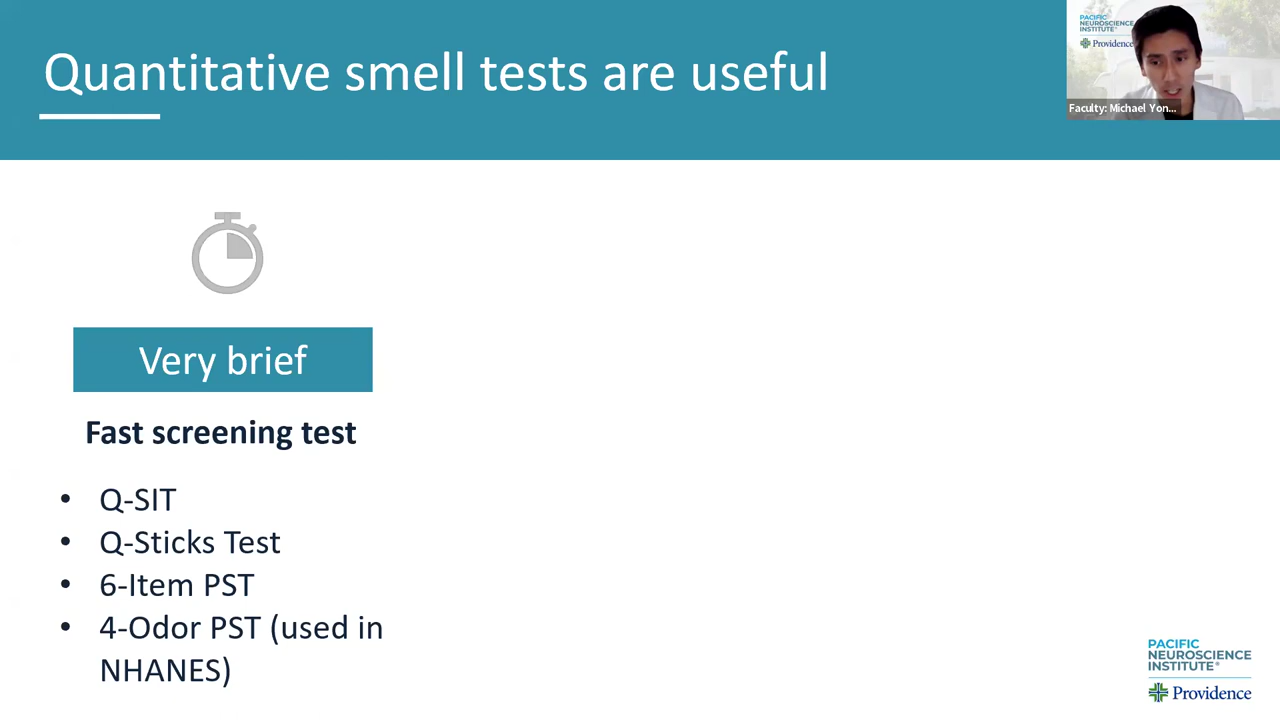 Quantitative smell tests are useful
PACIFIC
NEUROSCIENCE
INSTITUTE®
Providence
Faculty: Michael Yon...
Very brief
Fast screening test
• Q-SIT
• Q-Sticks Test
• 6-Item PST
• 4-Odor PST (used in
NHANES)
PACIFIC
NEUROSCIENCE
INSTITUTE®
Providence